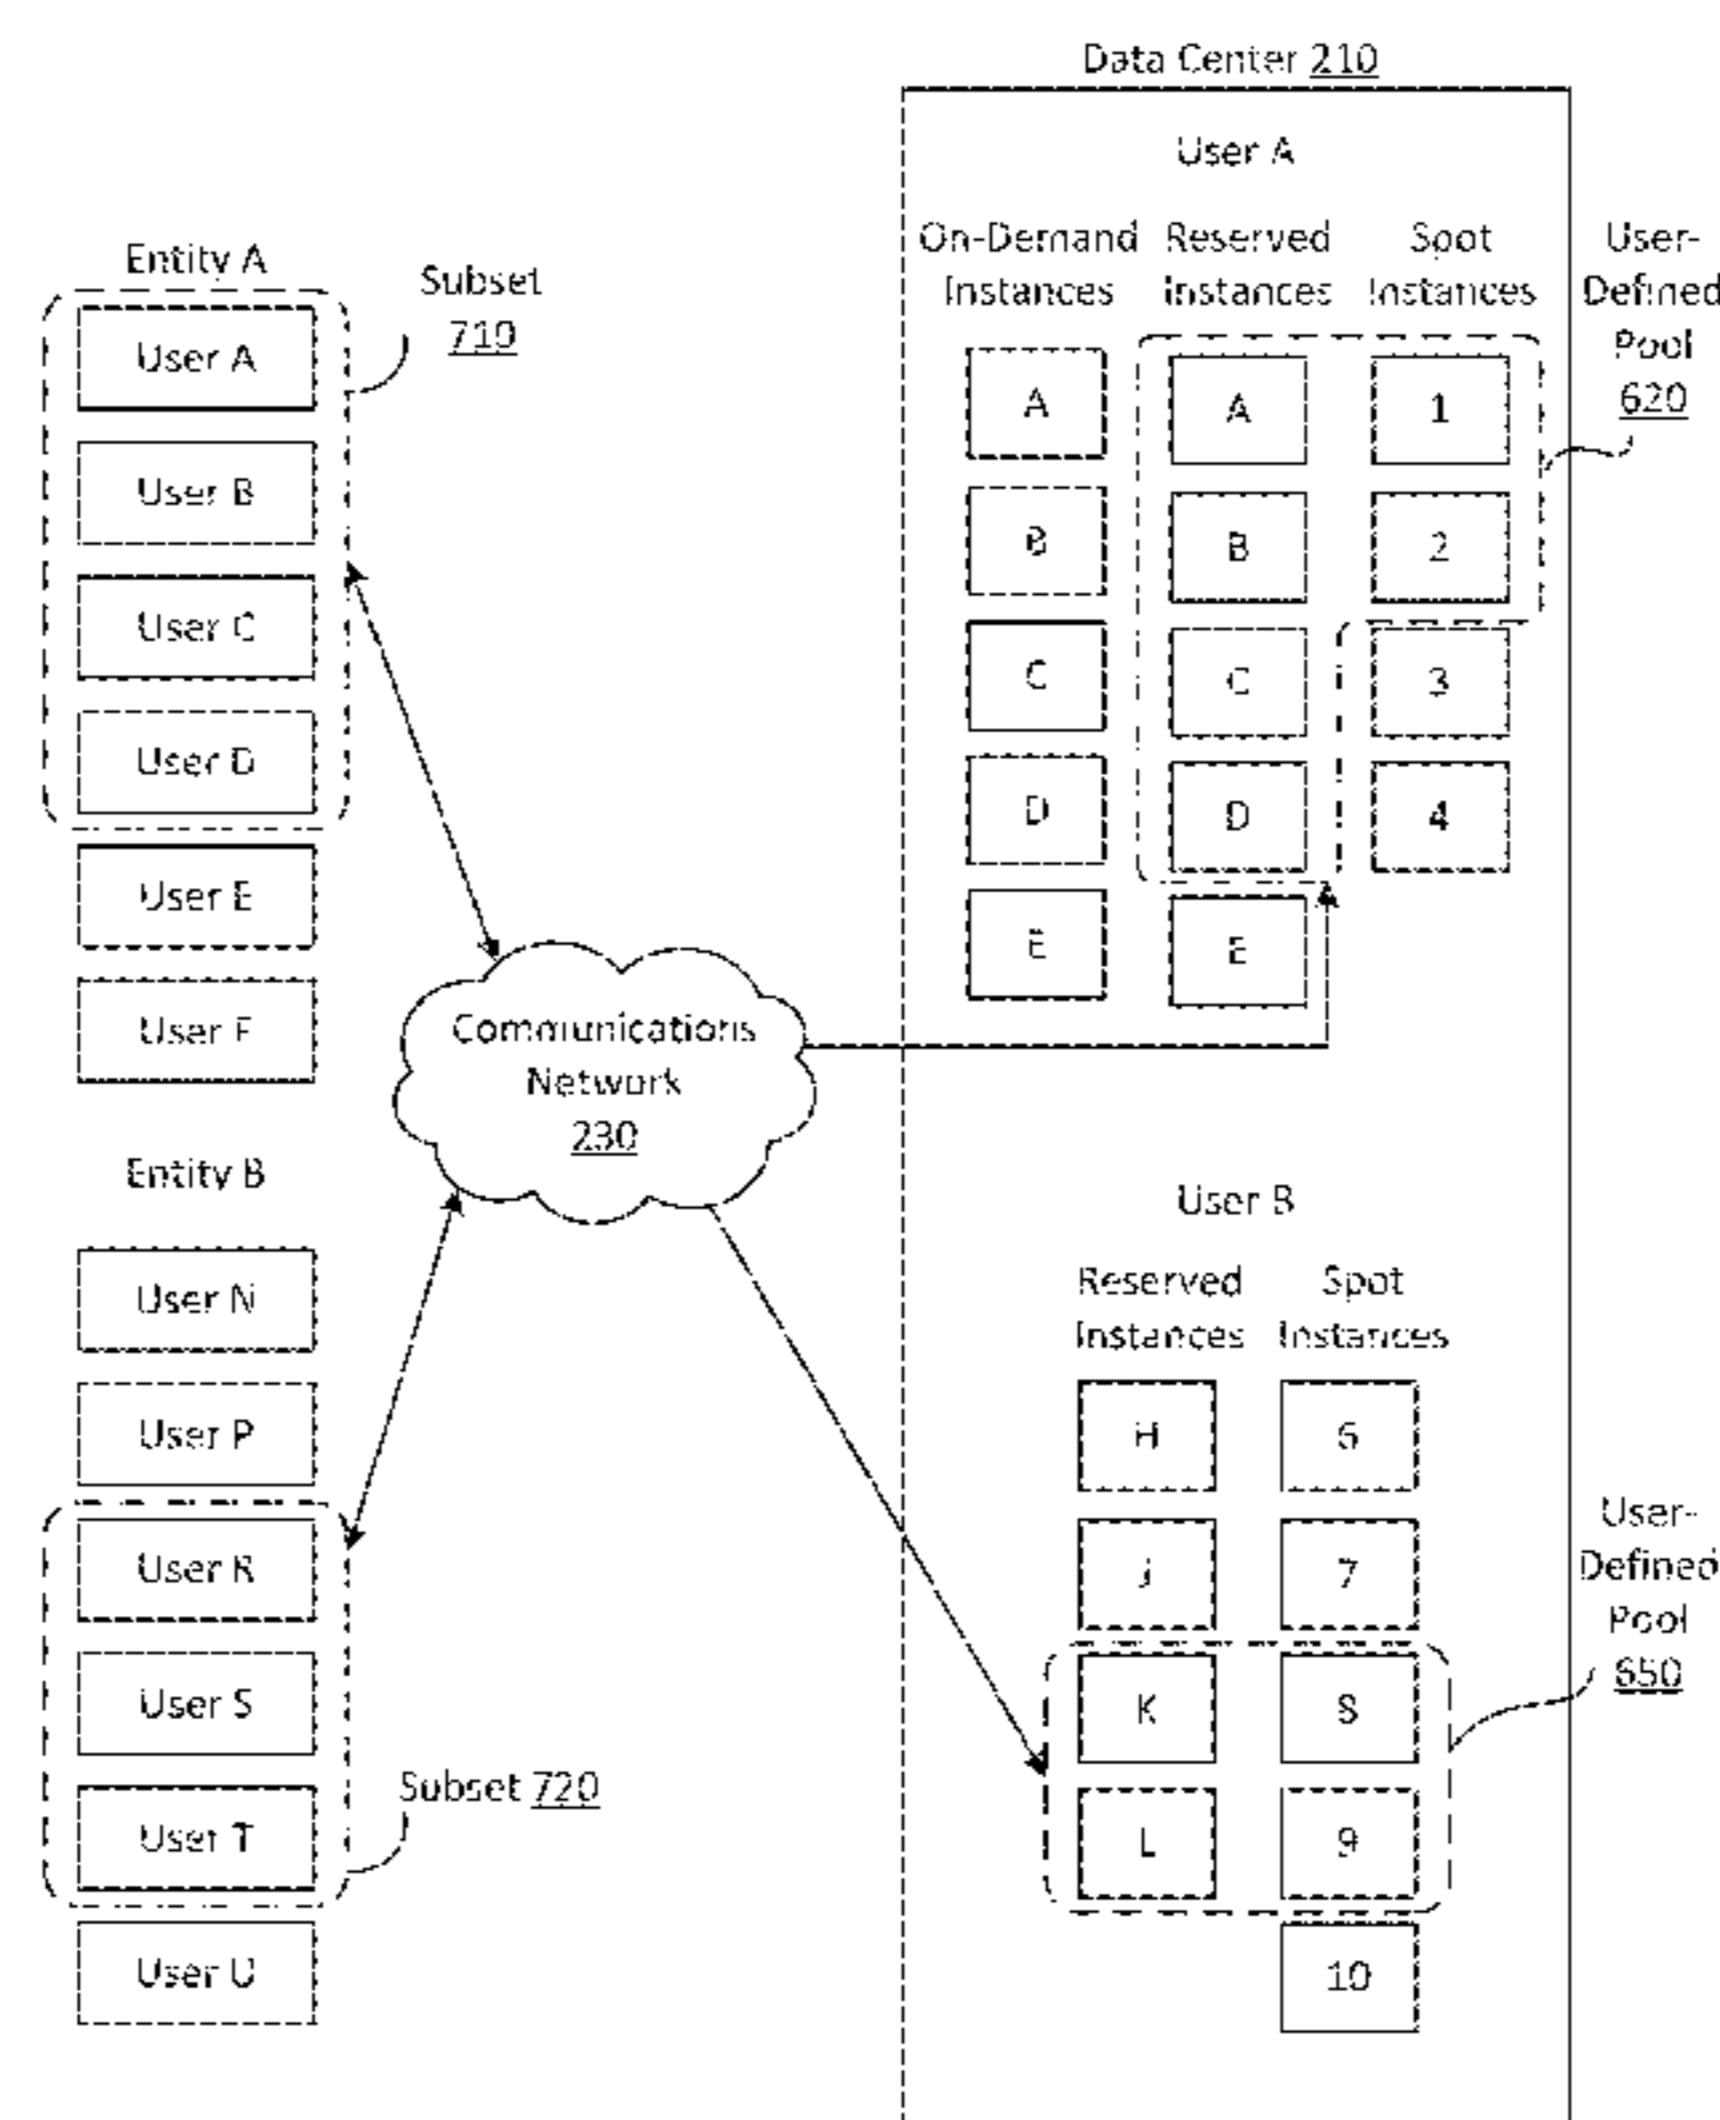 Data Center 210
User A
On-Demand Instances
Reserved Instances
Spot Instances
User-
Defined
Pool
620
A
B
C
D
E
A
B
C
D
E
1
2
3
4
Entity A
Subset
710
User A
User B
User C
User D
User E
User F
Communications
Network
230
Entity B
User N
User P
User R
User S
User T
User U
Subset 720
User B
Reserved Instances
Spot Instances
H
J
K
L
6
7
8
9
10
User-
Defined
Pool
650